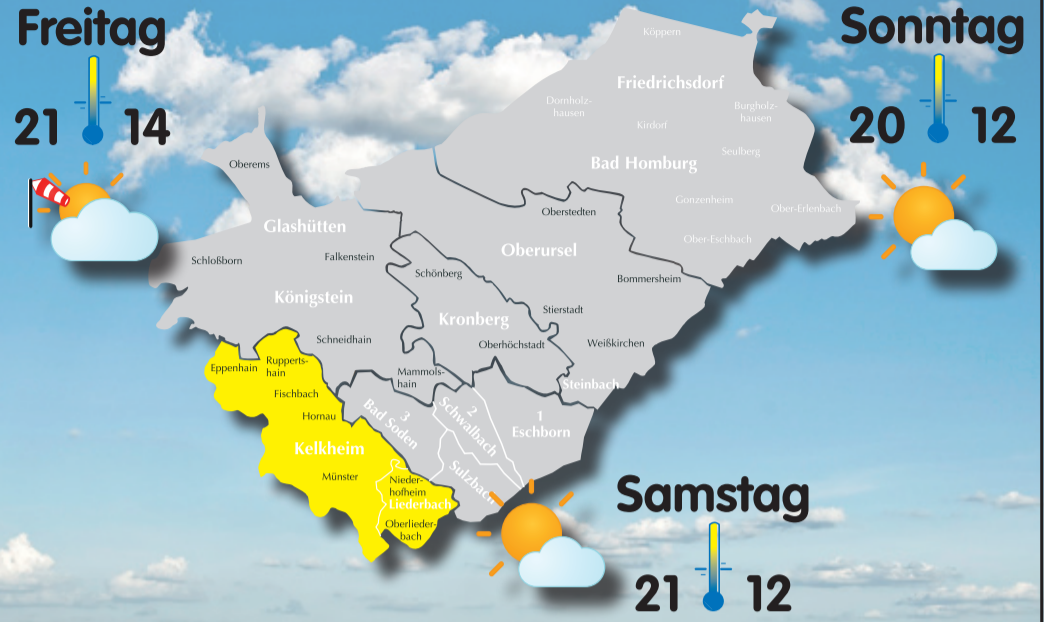 Freitag
21 14
Sonntag
20 12
Köppern
Friedrichsdorf
Dornholz-
hausen
Burgholz-
hausen
Kirdorf
Seulberg
Bad Homburg
Oberems
Gonzenheim
Ober-Erlenbach
Oberstedten
Glashütten
Ober-Eschbach
Oberursel
Schloßborn
Falkenstein
Schönberg
Bommersheim
Königstein
Stierstadt
Kronberg
Schneidhain
Oberhöchstadt
Weißkirchen
Eppenhain
Rupperts-
hain
Mammols-
hain
Steinbach
Fischbach
Hornau
3
Bad Soden
2
Schwalbach
1
Eschborn
Kelkheim
Münster
Sulzbach
Nieder-
hofheim
Liederbach
Oberlieder-
bach
Samstag
21 12